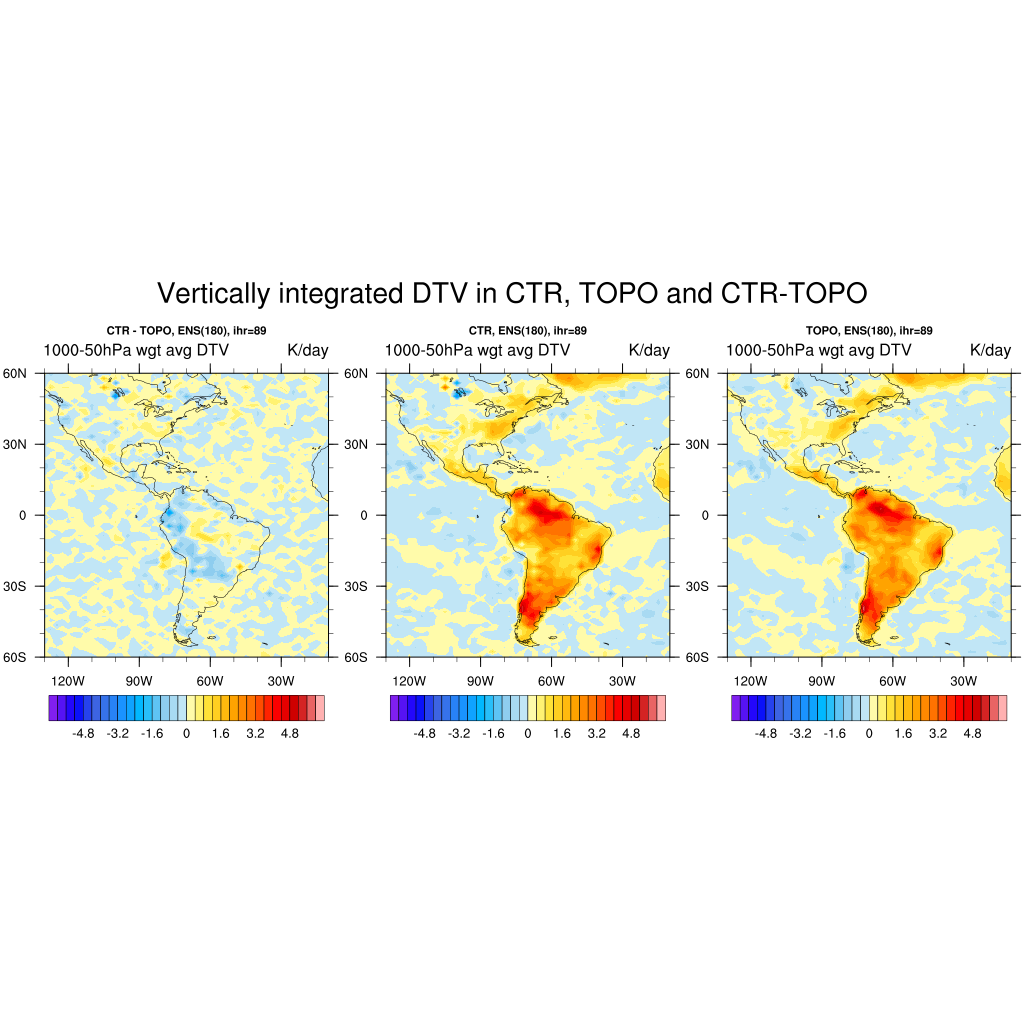 Vertically integrated DTV in CTR, TOPO and CTR-TOPO
CTR - TOPO, ENS(180), ihr=89
1000-50hPa wgt avg DTV K/day
60N
30N
0
30S
60S
120W 90W 60W 30W
-4.8 -3.2 -1.6 0 1.6 3.2 4.8
CTR, ENS(180), ihr=89
1000-50hPa wgt avg DTV K/day
60N
30N
0
30S
60S
120W 90W 60W 30W
-4.8 -3.2 -1.6 0 1.6 3.2 4.8
TOPO, ENS(180), ihr=89
1000-50hPa wgt avg DTV K/day
60N
30N
0
30S
60S
120W 90W 60W 30W
-4.8 -3.2 -1.6 0 1.6 3.2 4.8